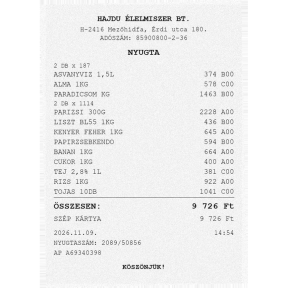 HAJDU ÉLELMISZER BT.
H-2416 Mezőhidfa, Érdi utca 180.
ADÓSZÁM: 85900800-2-36
NYUGTA
2 DB x 187
ASVANYVIZ 1,5L 374 B00
ALMA 1KG 578 C00
PARADICSOM KG 1463 B00
2 DB x 1114
PARIZSI 300G 2228 A00
LISZT BL55 1KG 436 B00
KENYER FEHER 1KG 645 A00
PAPIRZSEBKENDO 594 B00
BANAN 1KG 664 A00
CUKOR 1KG 400 A00
TEJ 2,8% 1L 381 C00
RIZS 1KG 922 A00
TOJAS 10DB 1041 C00
ÖSSZESEN: 9 726 Ft
SZÉP KÁRTYA 9 726 Ft
2026.11.09. 14:54
NYUGTASZÁM: 2089/50856
AP A69340398
KÖSZÖNJÜK!